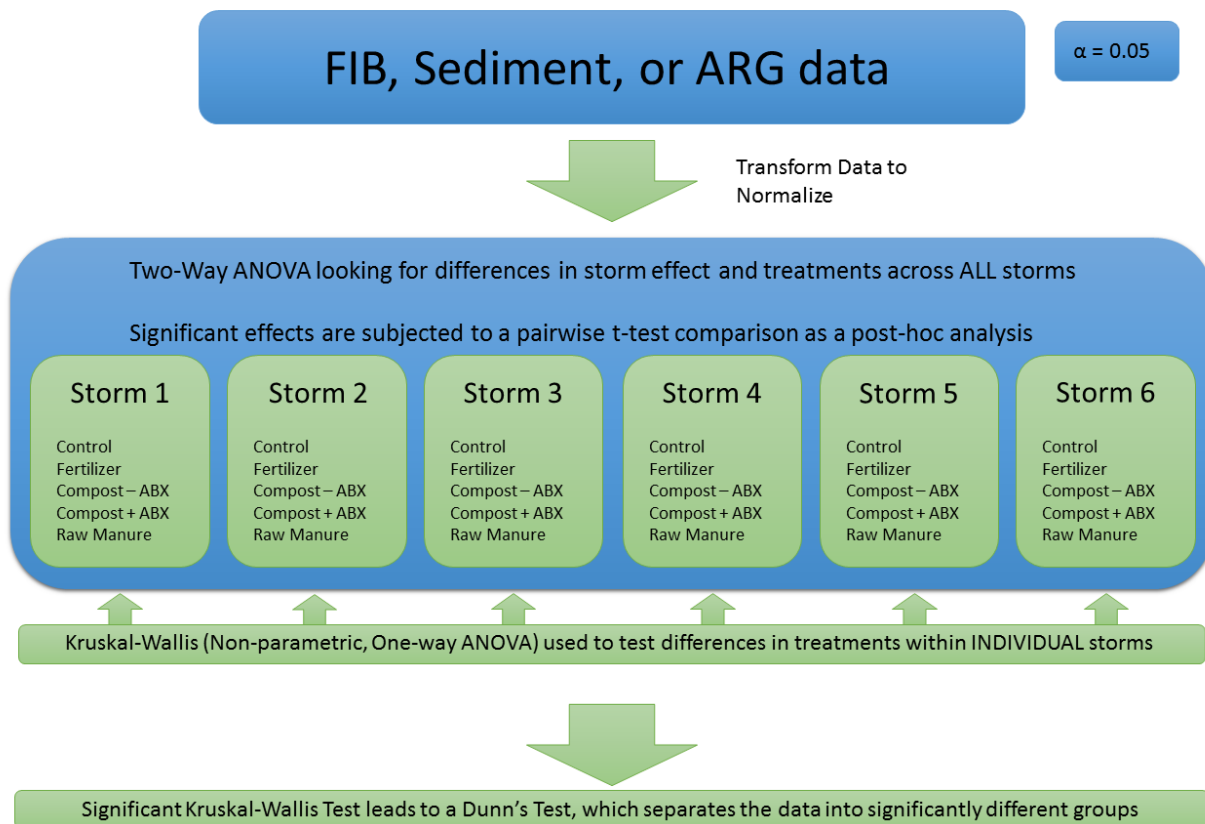 FIB, Sediment, or ARG data
α = 0.05
Transform Data to
Normalize
Two-Way ANOVA looking for differences in storm effect and treatments across ALL storms
Significant effects are subjected to a pairwise t-test comparison as a post-hoc analysis
Storm 1
Control
Fertilizer
Compost – ABX
Compost + ABX
Raw Manure
Storm 2
Control
Fertilizer
Compost – ABX
Compost + ABX
Raw Manure
Storm 3
Control
Fertilizer
Compost – ABX
Compost + ABX
Raw Manure
Storm 4
Control
Fertilizer
Compost – ABX
Compost + ABX
Raw Manure
Storm 5
Control
Fertilizer
Compost – ABX
Compost + ABX
Raw Manure
Storm 6
Control
Fertilizer
Compost – ABX
Compost + ABX
Raw Manure
Kruskal-Wallis (Non-parametric, One-way ANOVA) used to test differences in treatments within INDIVIDUAL storms
Significant Kruskal-Wallis Test leads to a Dunn’s Test, which separates the data into significantly different groups